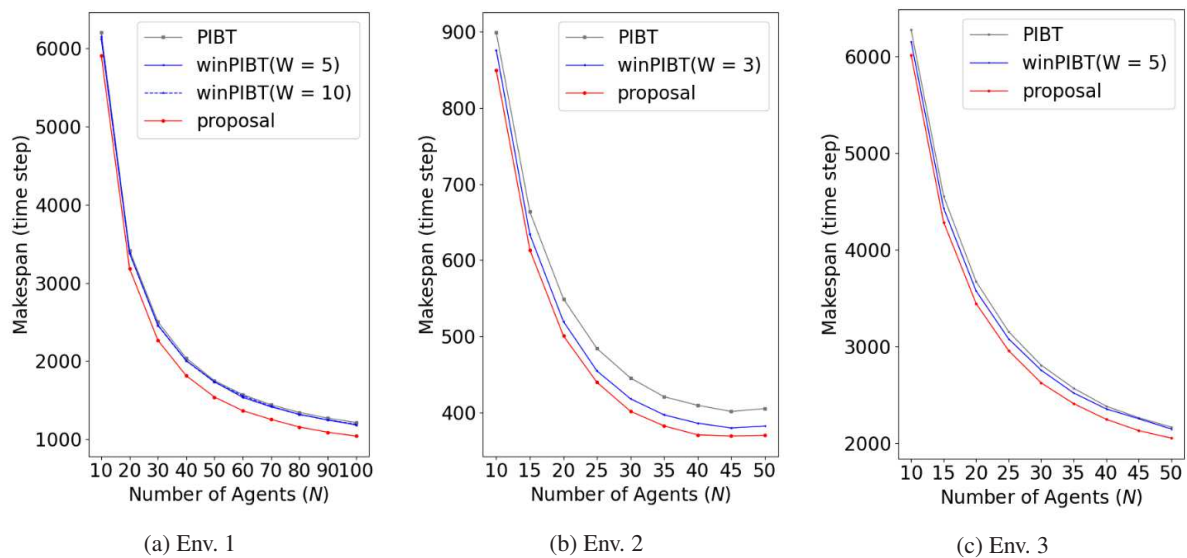 6000
5000
4000
3000
2000
1000
Makespan (time step)
PIBT
winPIBT(W = 5)
winPIBT(W = 10)
proposal
10 20 30 40 50 60 70 80 90 100
Number of Agents (N)
(a) Env. 1
900
800
700
600
500
400
Makespan (time step)
PIBT
winPIBT(W = 3)
proposal
10 15 20 25 30 35 40 45 50
Number of Agents (N)
(b) Env. 2
6000
5000
4000
3000
2000
Makespan (time step)
PIBT
winPIBT(W = 5)
proposal
10 15 20 25 30 35 40 45 50
Number of Agents (N)
(c) Env. 3